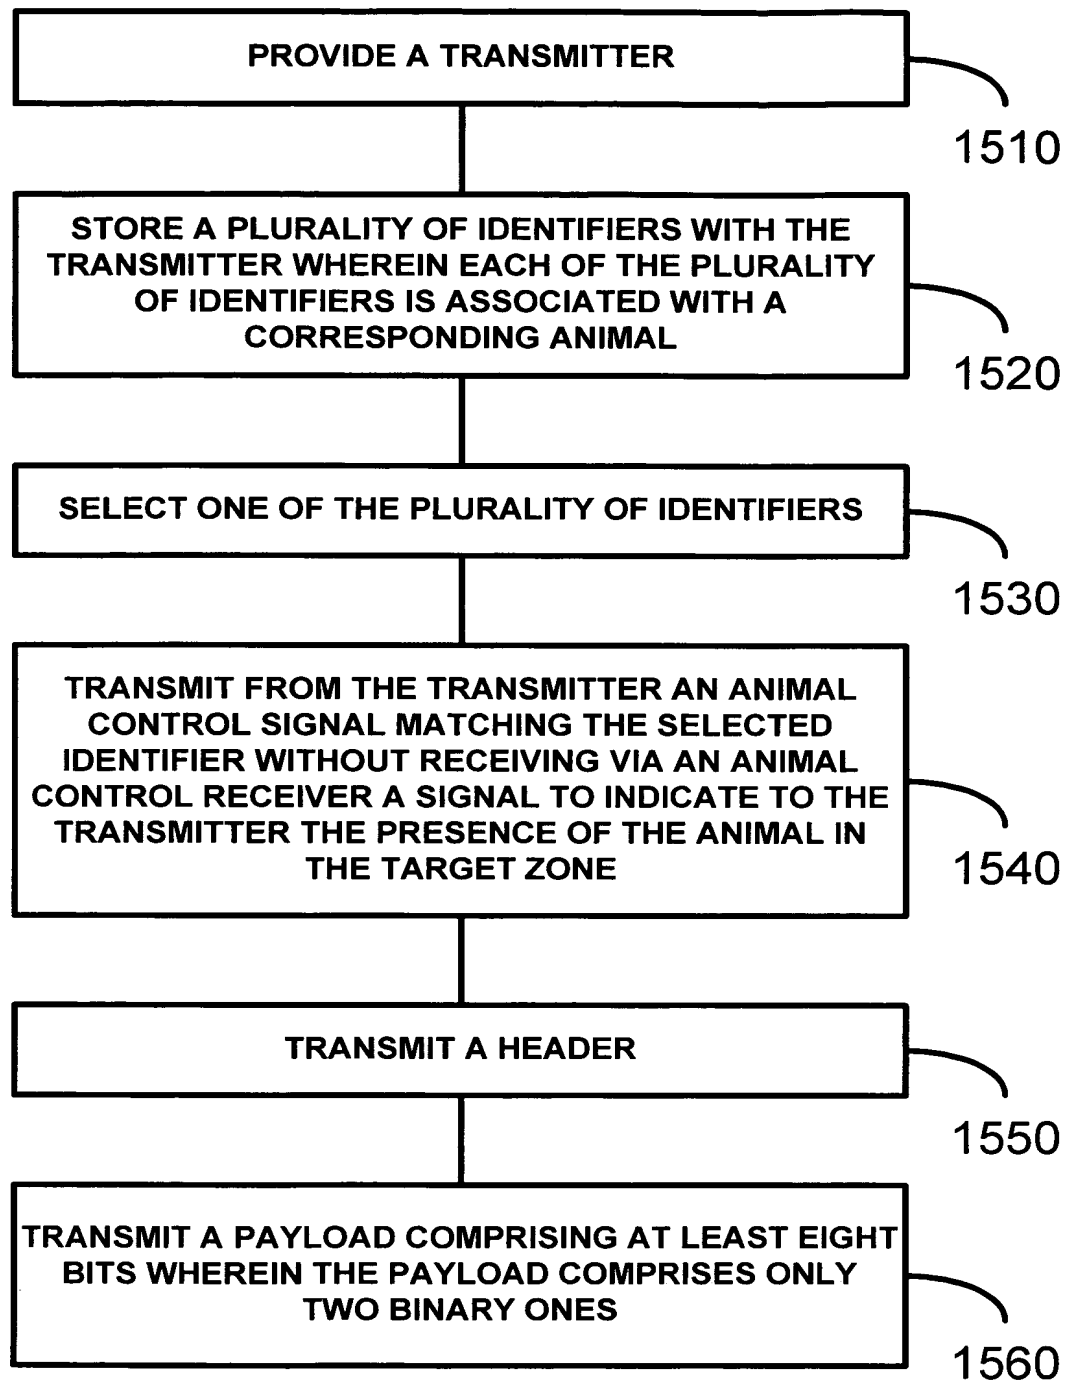 PROVIDE A TRANSMITTER
1510
STORE A PLURALITY OF IDENTIFIERS WITH THE
TRANSMITTER WHEREIN EACH OF THE PLURALITY
OF IDENTIFIERS IS ASSOCIATED WITH A
CORRESPONDING ANIMAL
1520
SELECT ONE OF THE PLURALITY OF IDENTIFIERS
1530
TRANSMIT FROM THE TRANSMITTER AN ANIMAL
CONTROL SIGNAL MATCHING THE SELECTED
IDENTIFIER WITHOUT RECEIVING VIA AN ANIMAL
CONTROL RECEIVER A SIGNAL TO INDICATE TO THE
TRANSMITTER THE PRESENCE OF THE ANIMAL IN
THE TARGET ZONE
1540
TRANSMIT A HEADER
1550
TRANSMIT A PAYLOAD COMPRISING AT LEAST EIGHT
BITS WHEREIN THE PAYLOAD COMPRISES ONLY
TWO BINARY ONES
1560